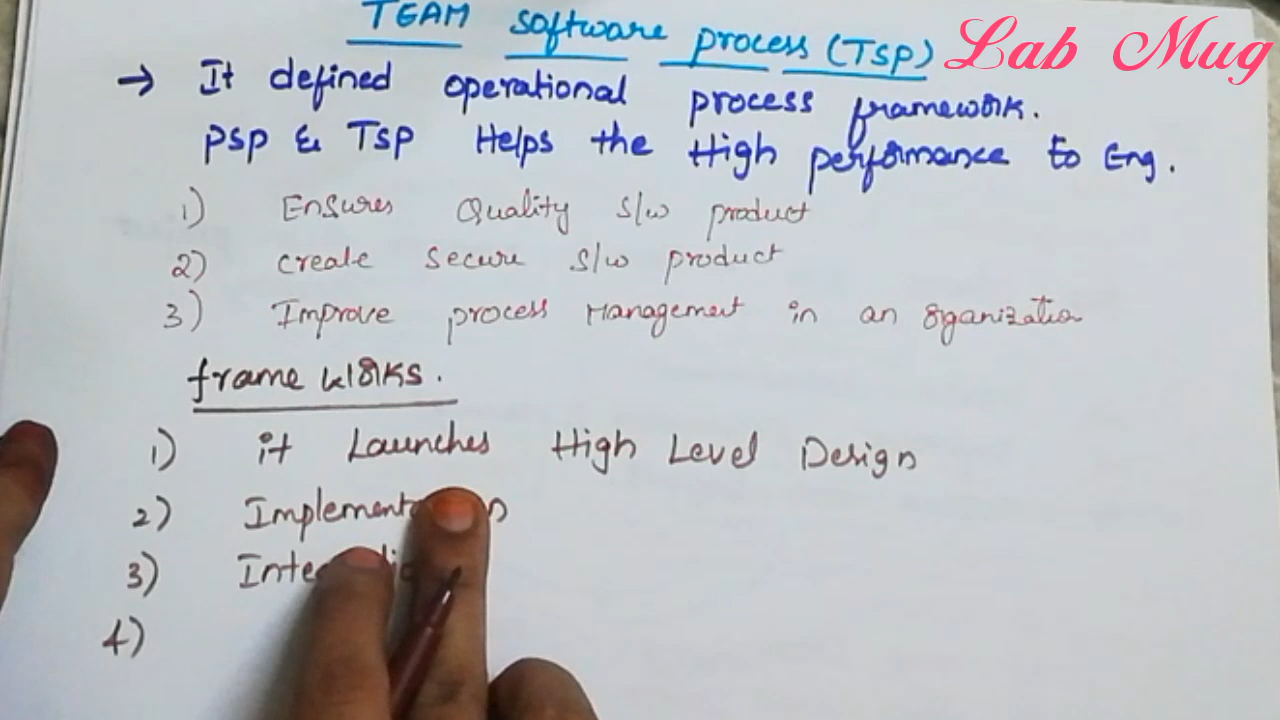 TEAM software process (TSP)
Lab Mug
→ It defined operational process framework.
PSP & TSP Helps the High performance to Eng.
1) Ensures Quality S/w product
2) create secure S/w product
3) Improve process Management in an organization
frame works.
1) it Launches High Level Design
2)
3)
4)